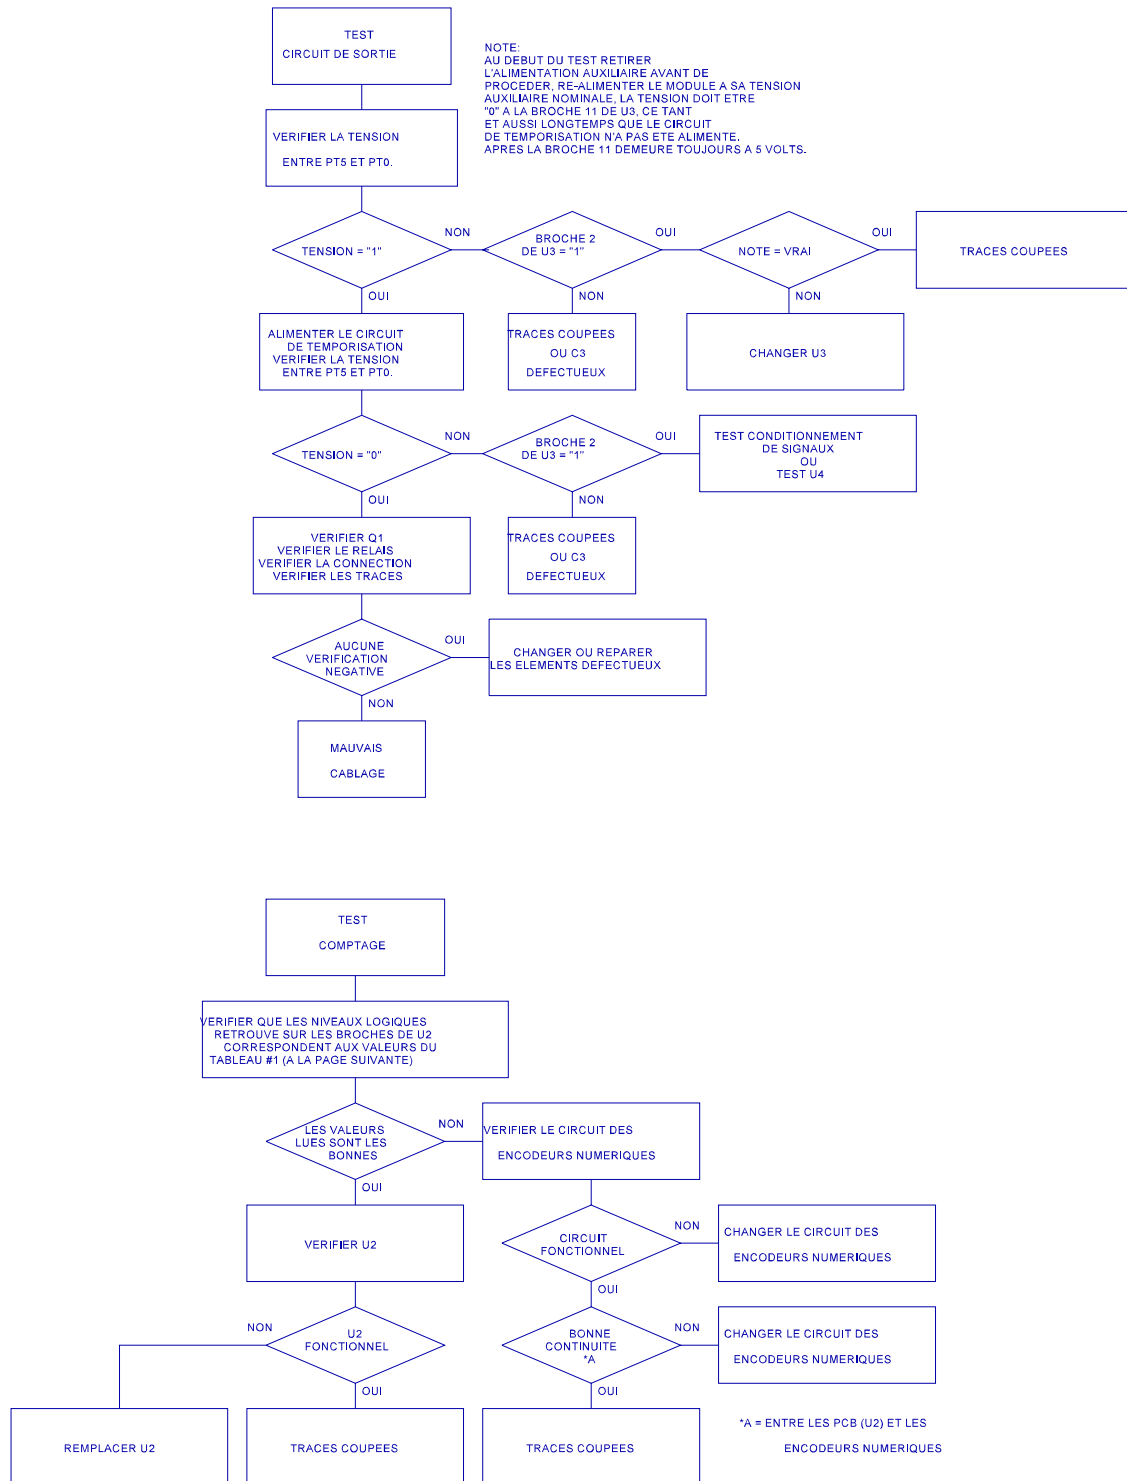 TEST
CIRCUIT DE SORTIE
NOTE:
AU DEBUT DU TEST RETIRER
L'ALIMENTATION AUXILIAIRE AVANT DE
PROCEDER, RE-ALIMENTER LE MODULE A SA TENSION
AUXILIAIRE NOMINALE, LA TENSION DOIT ETRE
"0" A LA BROCHE 11 DE U3, CE TANT
ET AUSSI LONGTEMPS QUE LE CIRCUIT
DE TEMPORISATION N'A PAS ETE ALIMENTE.
APRES LA BROCHE 11 DEMEURE TOUJOURS A 5 VOLTS.
VERIFIER LA TENSION
ENTRE PT5 ET PT0.
TENSION = "1"
NON
BROCHE 2
DE U3 = "1"
OUI
NOTE = VRAI
OUI
TRACES COUPEES
OUI
NON
NON
ALIMENTER LE CIRCUIT
DE TEMPORISATION
VERIFIER LA TENSION
ENTRE PT5 ET PT0.
TRACES COUPEES
OU C3
DEFECTUEUX
CHANGER U3
TENSION = "0"
NON
BROCHE 2
DE U3 = "1"
OUI
TEST CONDITIONNEMENT
DE SIGNAUX
OU
TEST U4
OUI
NON
VERIFIER Q1
VERIFIER LE RELAIS
VERIFIER LA CONNECTION
VERIFIER LES TRACES
TRACES COUPEES
OU C3
DEFECTUEUX
AUCUNE
VERIFICATION
NEGATIVE
OUI
CHANGER OU REPARER
LES ELEMENTS DEFECTUEUX
NON
MAUVAIS
CABLAGE
TEST
COMPTAGE
VERIFIER QUE LES NIVEAUX LOGIQUES
RETROUVE SUR LES BROCHES DE U2
CORRESPONDENT AUX VALEURS DU
TABLEAU #1 (A LA PAGE SUIVANTE)
LES VALEURS
LUES SONT LES
BONNES
NON
VERIFIER LE CIRCUIT DES
ENCODEURS NUMERIQUES
OUI
VERIFIER U2
CIRCUIT
FONCTIONNEL
NON
CHANGER LE CIRCUIT DES
ENCODEURS NUMERIQUES
OUI
NON
U2
FONCTIONNEL
BONNE
CONTINUITE
*A
NON
CHANGER LE CIRCUIT DES
ENCODEURS NUMERIQUES
OUI
OUI
REMPLACER U2
TRACES COUPEES
TRACES COUPEES
*A = ENTRE LES PCB (U2) ET LES
ENCODEURS NUMERIQUES